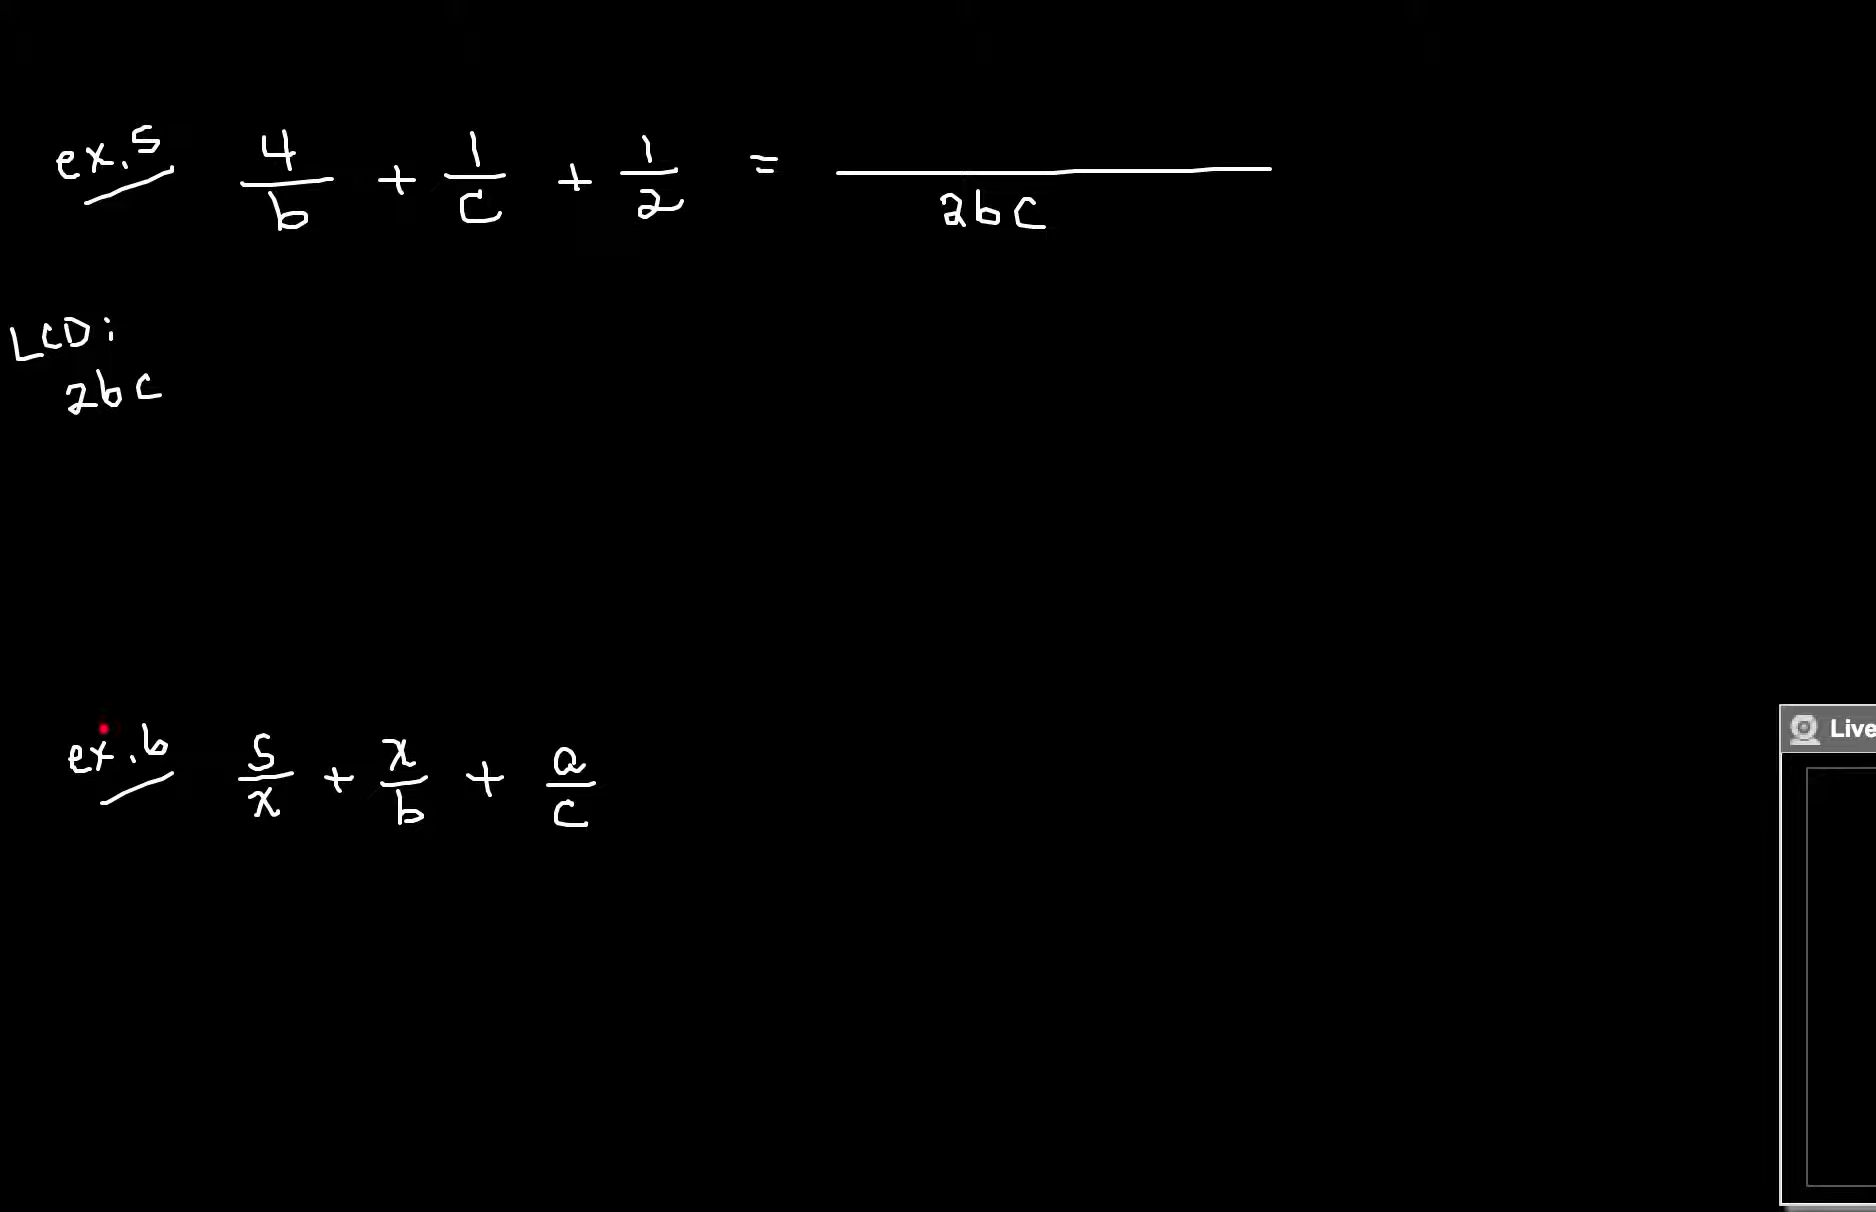 ex.5 4/b + 1/c + 1/2 = /2bc
LCD:
2bc
ex.6 5/x + x/b + a/c
Live